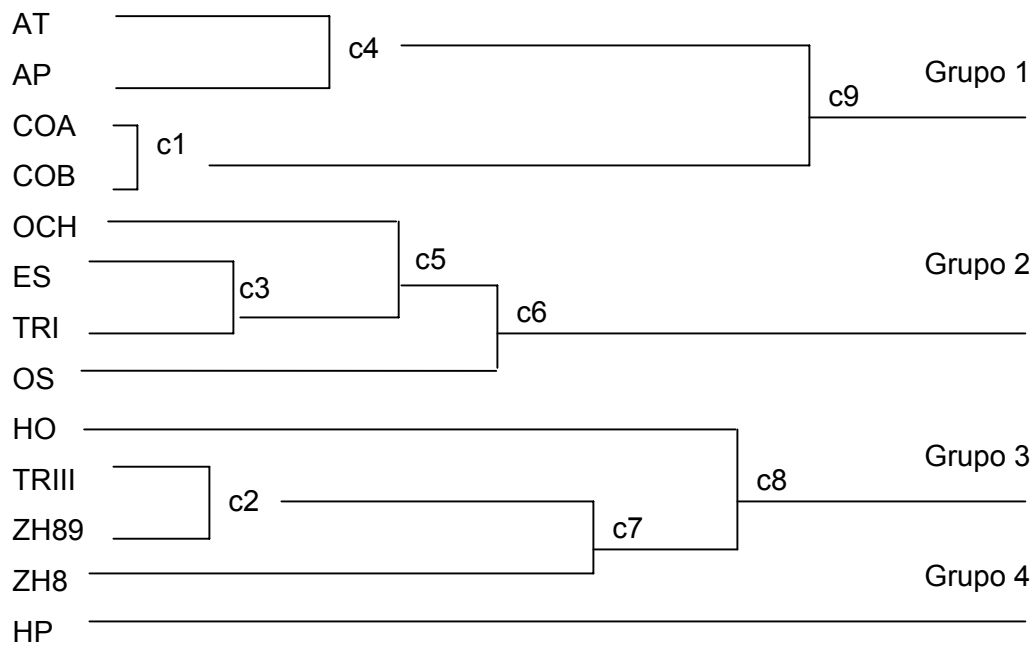 AT
c4
AP
Grupo 1
c9
COA
c1
COB
OCH
c5
Grupo 2
ES
c3
c6
TRI
OS
HO
Grupo 3
TRIII
c8
c2
ZH89
c7
ZH8
Grupo 4
HP